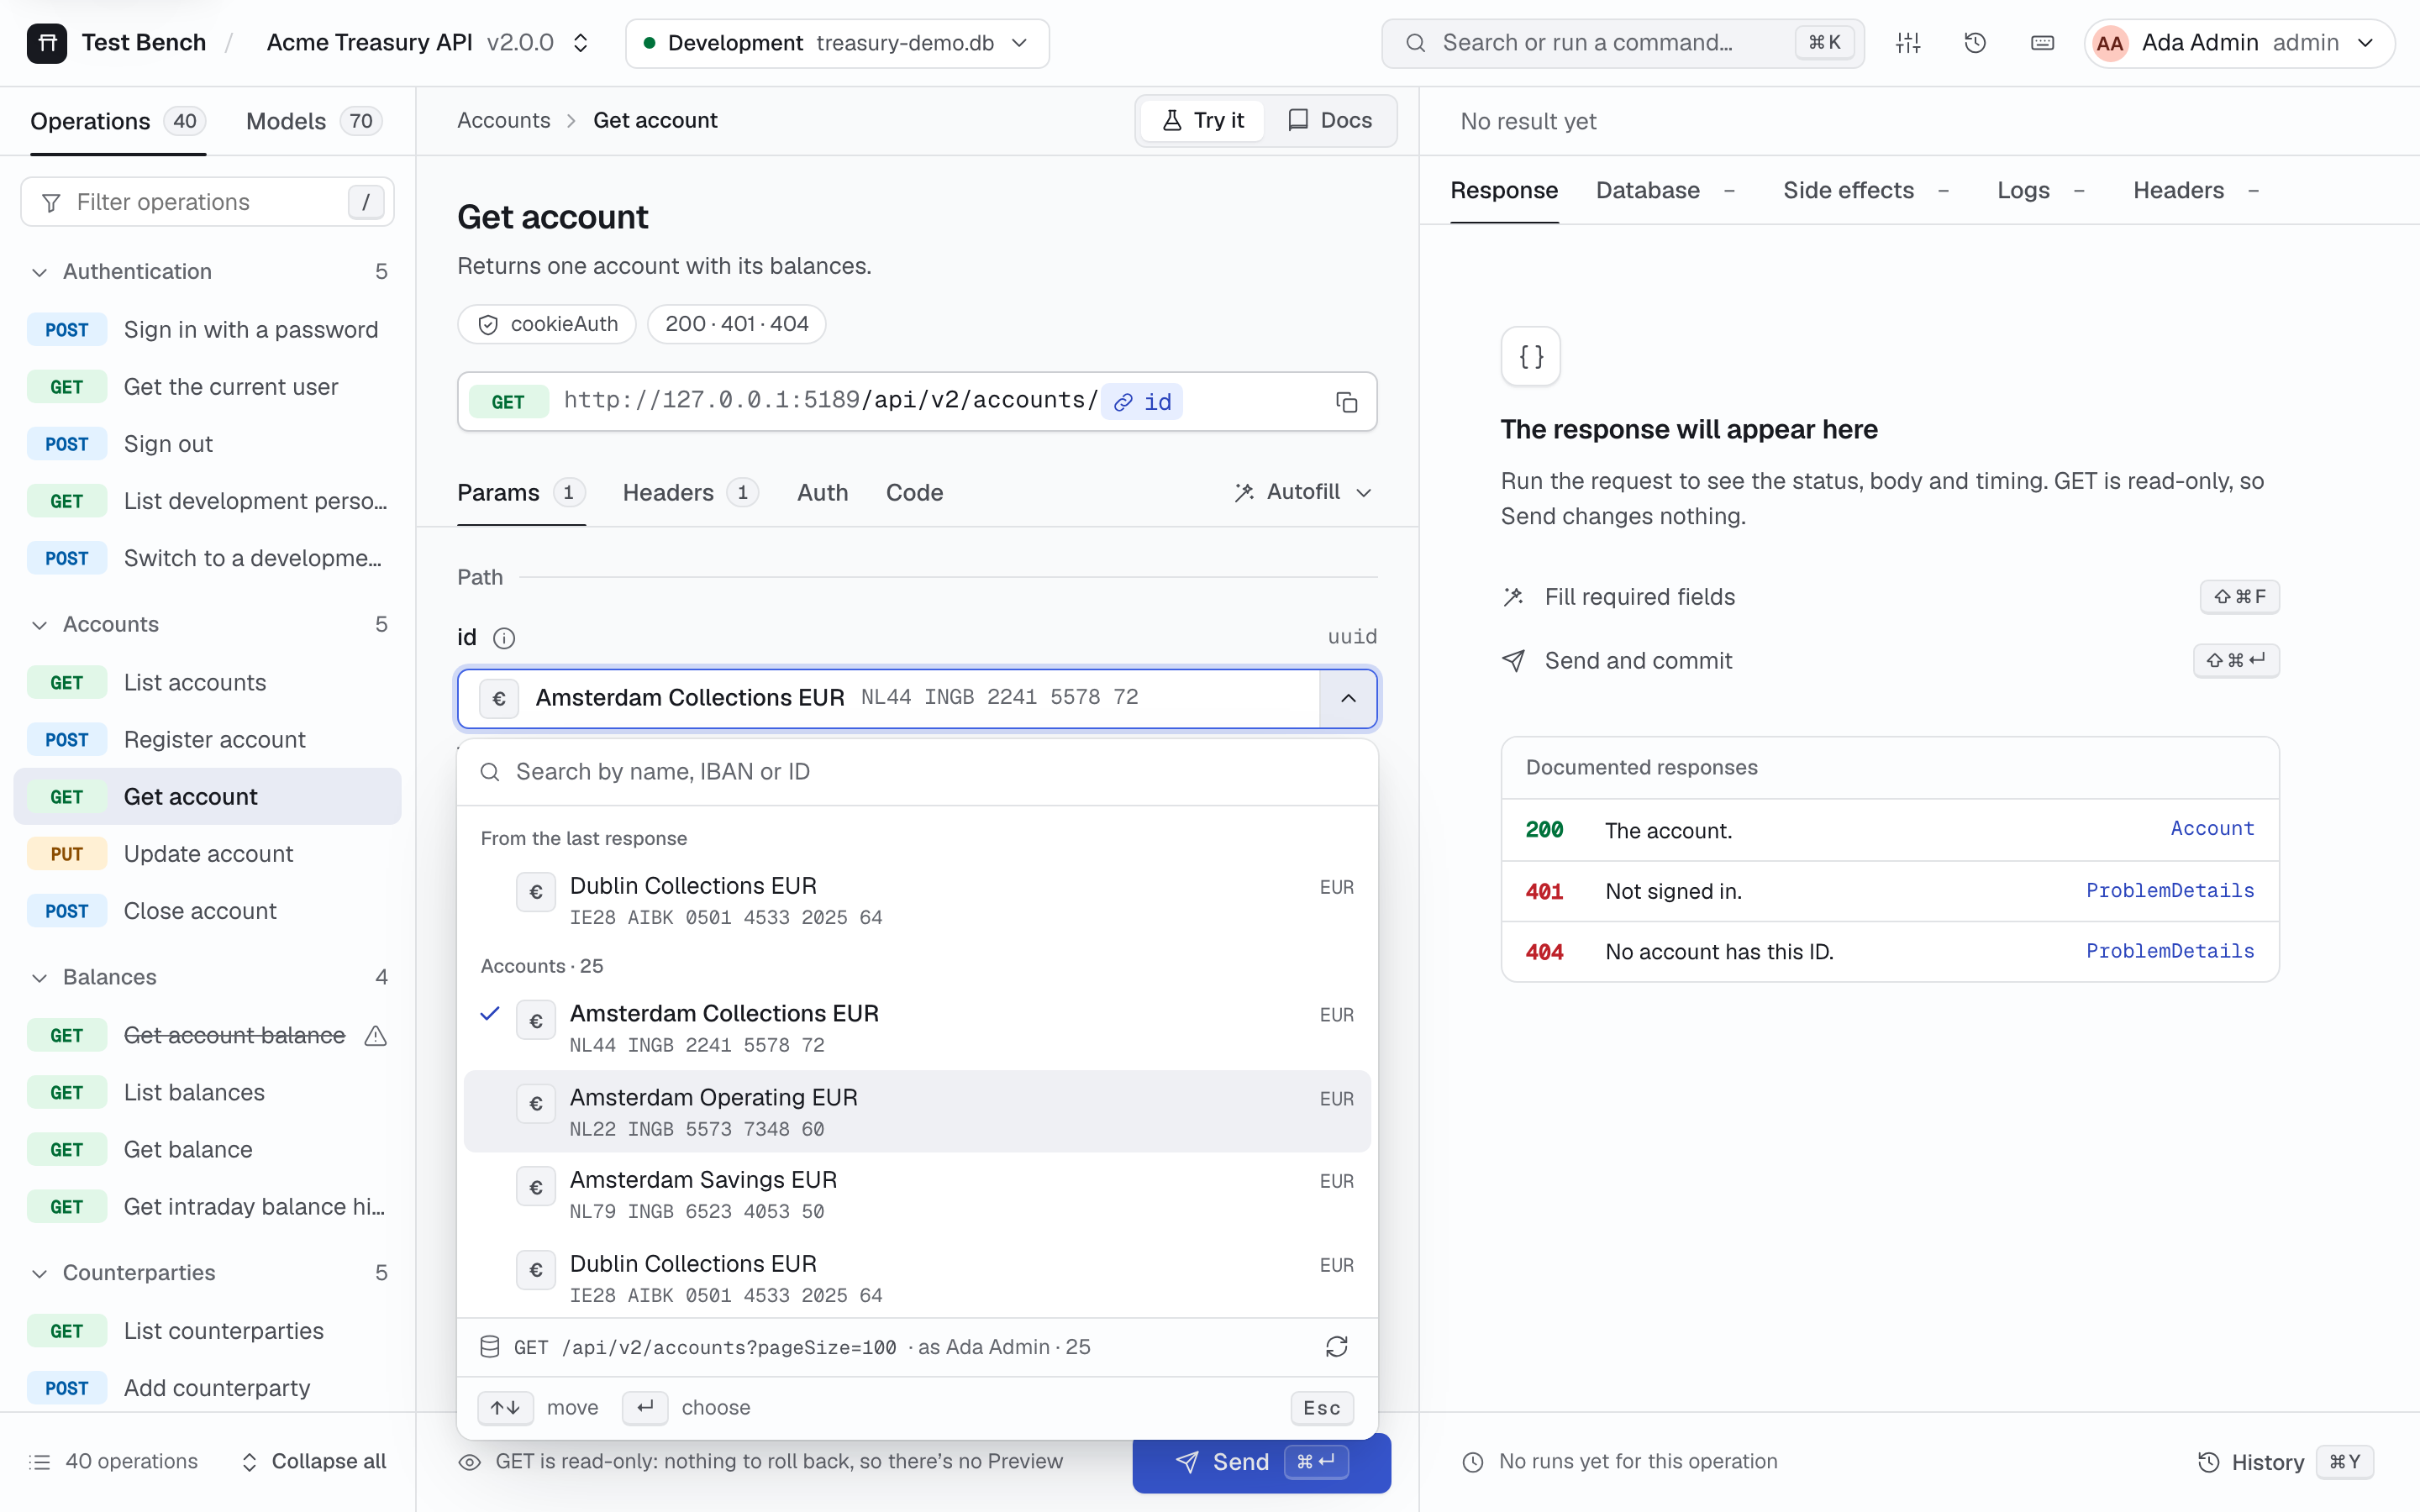 Test Bench / Acme Treasury API v2.0.0
Development treasury-demo.db
Search or run a command... ⌘K
AA Ada Admin admin
Operations 40 Models 70
Filter operations /
Authentication 5
POST Sign in with a password
GET Get the current user
POST Sign out
GET List development perso...
POST Switch to a developme...
Accounts 5
GET List accounts
POST Register account
GET Get account
PUT Update account
POST Close account
Balances 4
GET Get account balance
GET List balances
GET Get balance
GET Get intraday balance hi...
Counterparties 5
GET List counterparties
POST Add counterparty
40 operations Collapse all
Accounts > Get account
Try it Docs
Get account
Returns one account with its balances.
cookieAuth 200 · 401 · 404
GET http://127.0.0.1:5189/api/v2/accounts/ id
Params 1 Headers 1 Auth Code Autofill
Path
id uuid
€ Amsterdam Collections EUR NL44 INGB 2241 5578 72
Search by name, IBAN or ID
From the last response
€ Dublin Collections EUR EUR
IE28 AIBK 0501 4533 2025 64
Accounts · 25
€ Amsterdam Collections EUR EUR
NL44 INGB 2241 5578 72
€ Amsterdam Operating EUR EUR
NL22 INGB 5573 7348 60
€ Amsterdam Savings EUR EUR
NL79 INGB 6523 4053 50
€ Dublin Collections EUR EUR
IE28 AIBK 0501 4533 2025 64
GET /api/v2/accounts?pageSize=100 · as Ada Admin · 25
↑↓ move ↵ choose Esc
GET is read-only: nothing to roll back, so there's no Preview
Send ⌘↵
No result yet
Response Database – Side effects – Logs – Headers –
{}
The response will appear here
Run the request to see the status, body and timing. GET is read-only, so
Send changes nothing.
Fill required fields ⇧⌘F
Send and commit ⇧⌘↵
Documented responses
200 The account. Account
401 Not signed in. ProblemDetails
404 No account has this ID. ProblemDetails
No runs yet for this operation
History ⌘Y